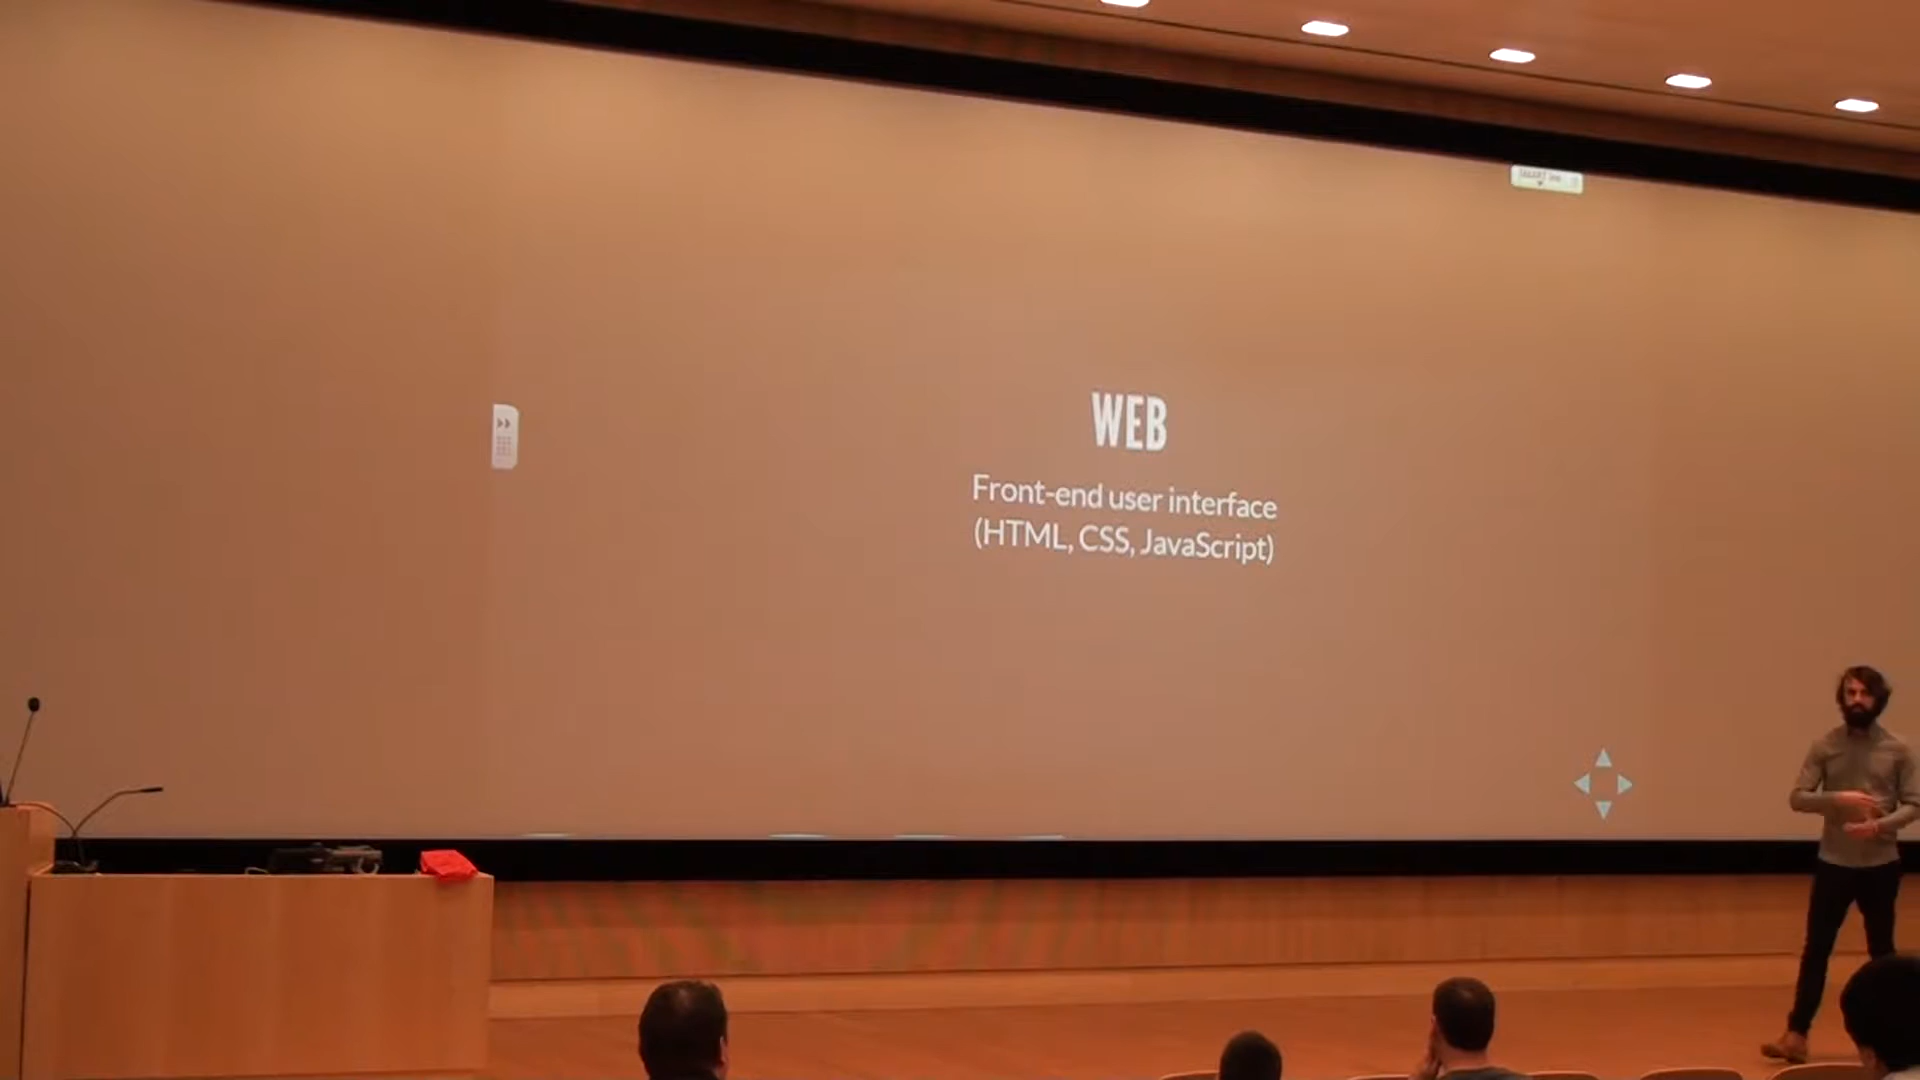 WEB
Front-end user interface
(HTML, CSS, JavaScript)